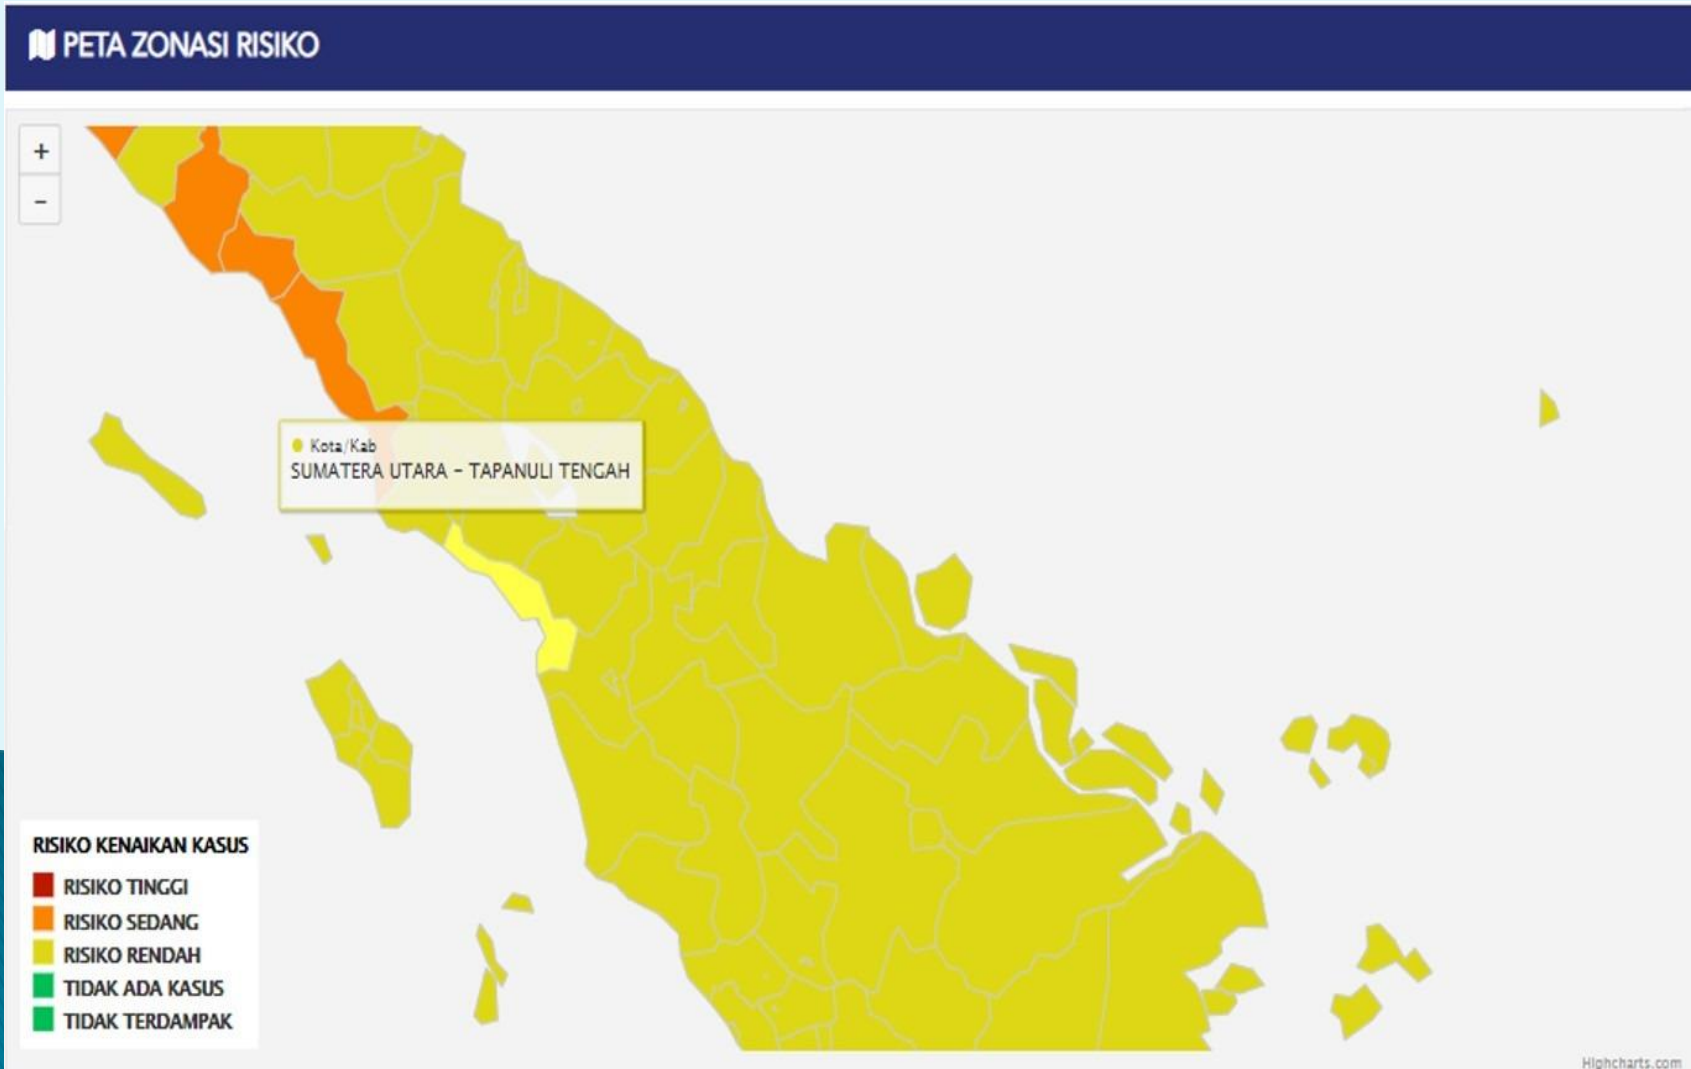 PETA ZONASI RISIKO
+
-
Kota/Kab
SUMATERA UTARA - TAPANULI TENGAH
RISIKO KENAIKAN KASUS
RISIKO TINGGI
RISIKO SEDANG
RISIKO RENDAH
TIDAK ADA KASUS
TIDAK TERDAMPAK
Highcharts.com